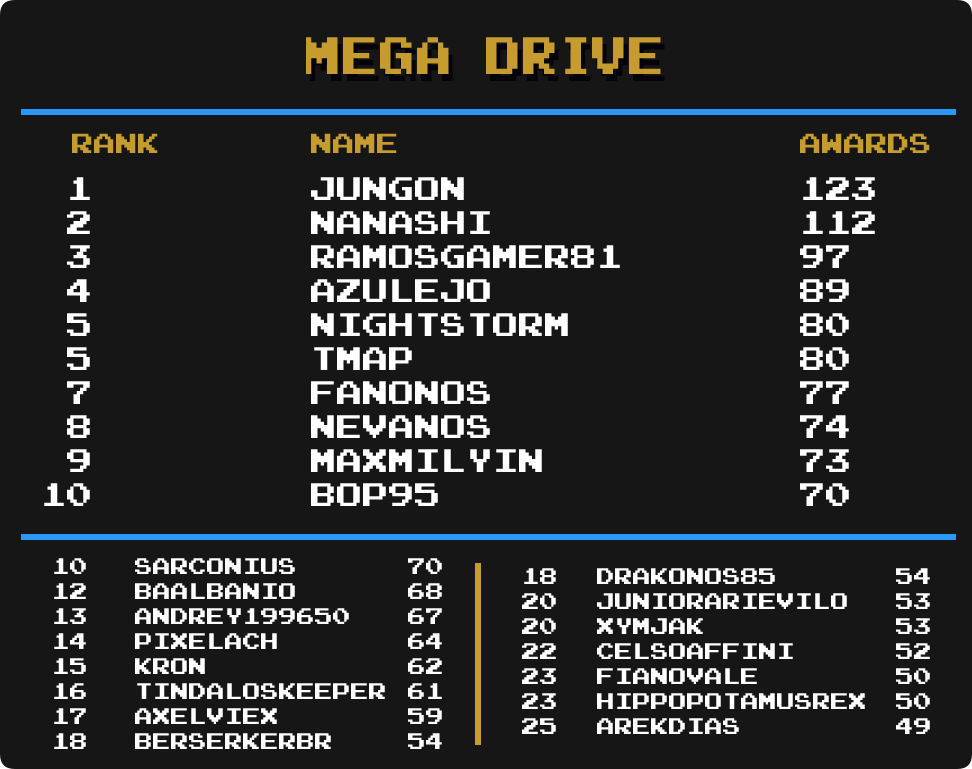 MEGA DRIVE
RANK NAME AWARDS
1 JUNGON 123
2 NANASHI 112
3 RAMOSGAMER81 97
4 AZULEJO 89
5 NIGHTSTORM 80
5 TMAP 80
7 FANONOS 77
8 NEVANOS 74
9 MAXMILYIN 73
10 BOP95 70
10 SARCONIUS 70
12 BAALBANIO 68
13 ANDREY199650 67
14 PIXELACH 64
15 KRON 62
16 TINDALOSKEEPER 61
17 AXELVIEX 59
18 BERSERKERBR 54
18 DRAKONOS85 54
20 JUNIORARIEVILO 53
20 XYMJAK 53
22 CELSOAFFINI 52
23 FIANOVALE 50
23 HIPPOPOTAMUSREX 50
25 AREKDIAS 49